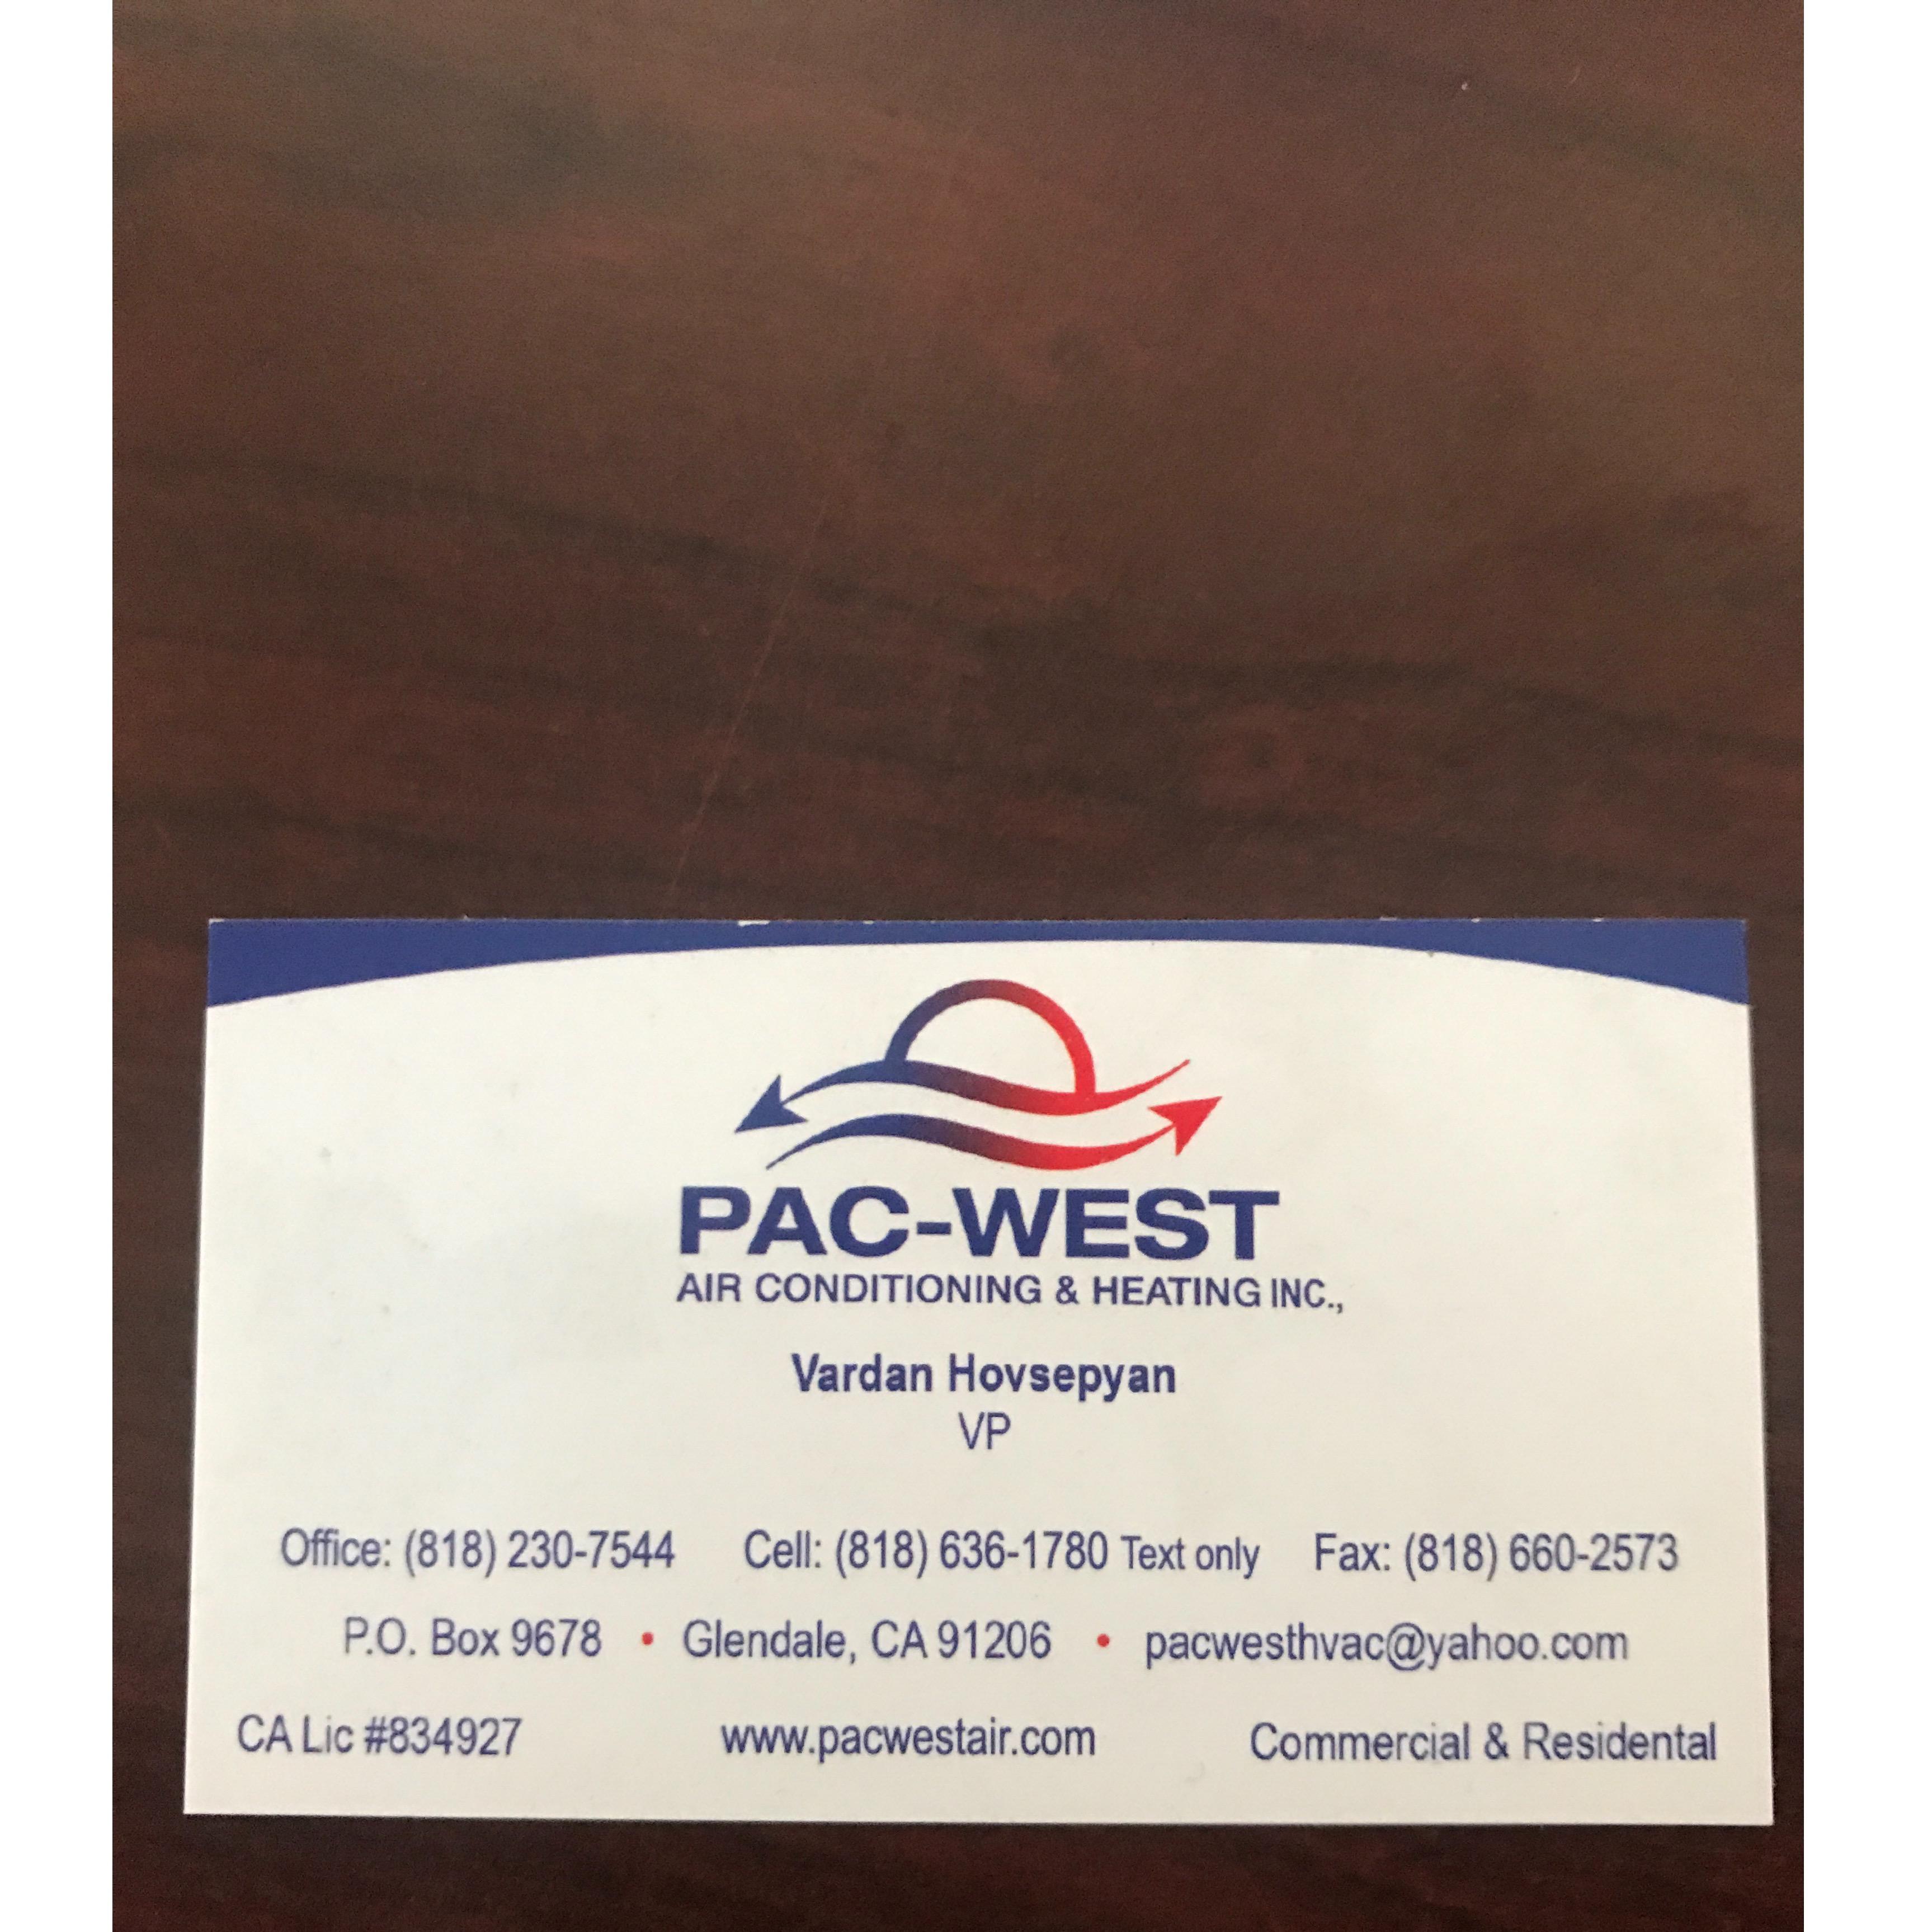 PAC-WEST
AIR CONDITIONING & HEATING INC.,
Vardan Hovsepyan
VP
Office: (818) 230-7544 Cell: (818) 636-1780 Text only Fax: (818) 660-2573
P.O. Box 9678 • Glendale, CA 91206 • pacwesthvac@yahoo.com
CA Lic #834927 www.pacwestair.com Commercial & Residental